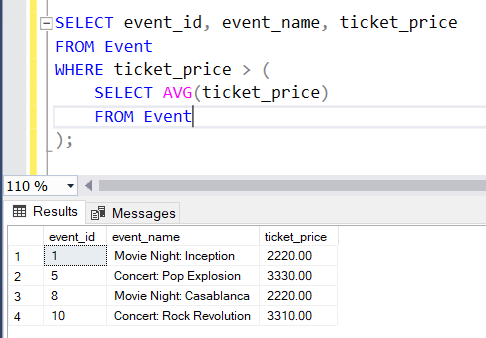 SELECT event_id, event_name, ticket_price
FROM Event
WHERE ticket_price > (
SELECT AVG(ticket_price)
FROM Event
);
110 %
Results Messages
event_id event_name ticket_price
1 1 Movie Night: Inception 2220.00
2 5 Concert: Pop Explosion 3330.00
3 8 Movie Night: Casablanca 2220.00
4 10 Concert: Rock Revolution 3310.00